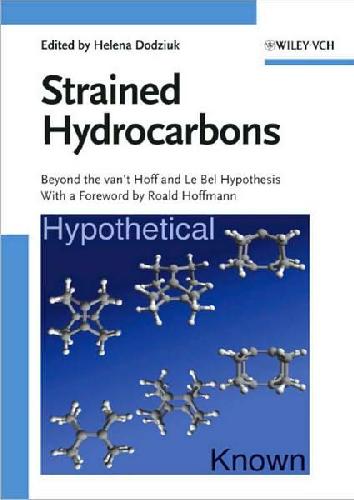 Edited by Helena Dodziuk
WILEY-VCH
Strained
Hydrocarbons
Beyond the van't Hoff and Le Bel Hypothesis
With a Foreword by Roald Hoffmann
Hypothetical
Known